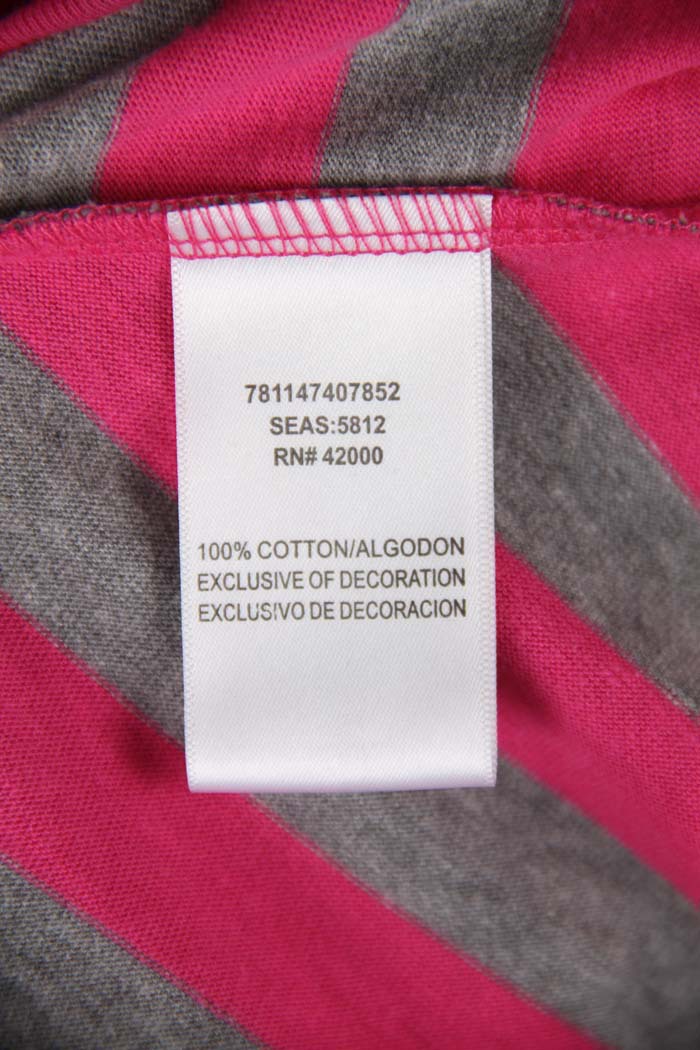 781147407852
SEAS:5812
RN# 42000
100% COTTON/ALGODON
EXCLUSIVE OF DECORATION
EXCLUSIVO DE DECORACION